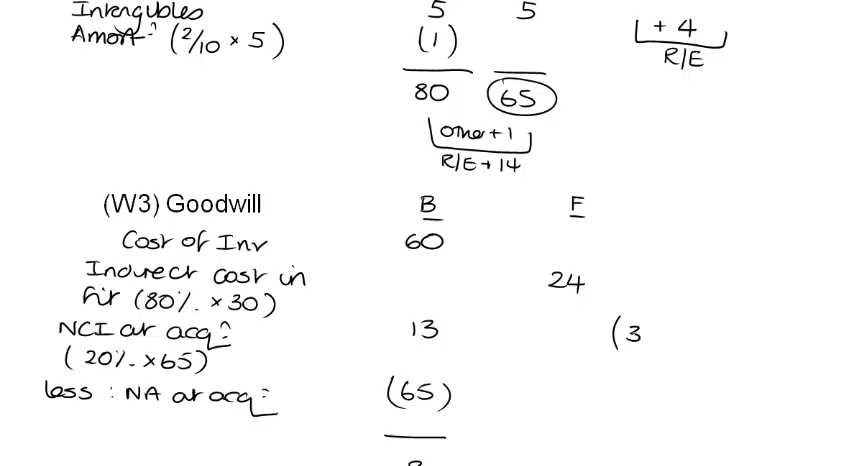 Intangibles 5 5
Amort: (2/10 × 5) (1) + 4
R/E
80 65
OTHER + 1
R/E + 14
(W3) Goodwill B F
Cost of Inv 60
Indirect cost in 24
Fir (80% × 30)
NCI at acq: 13 (3
(20% × 65)
less : NA at acq: (65)